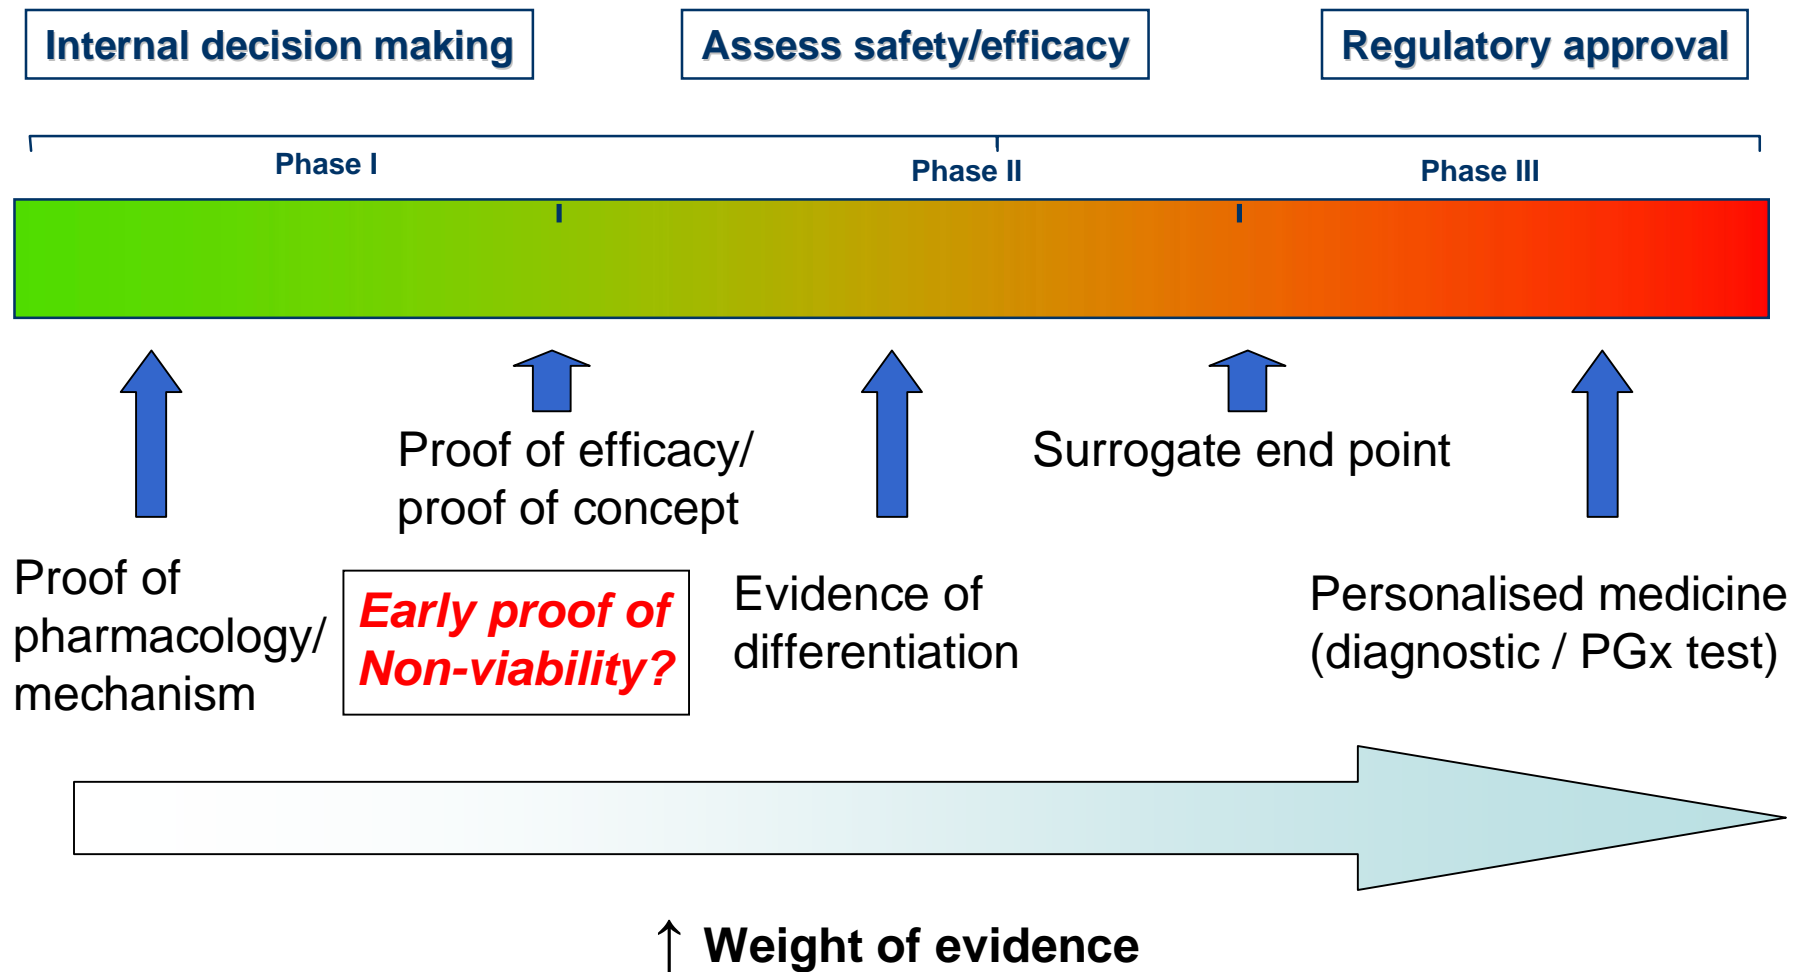 Internal decision making
Assess safety/efficacy
Regulatory approval
Phase I
Phase II
Phase III
Proof of efficacy/
proof of concept
Surrogate end point
Proof of
pharmacology/
mechanism
Early proof of
Non-viability?
Evidence of
differentiation
Personalised medicine
(diagnostic / PGx test)
↑ Weight of evidence